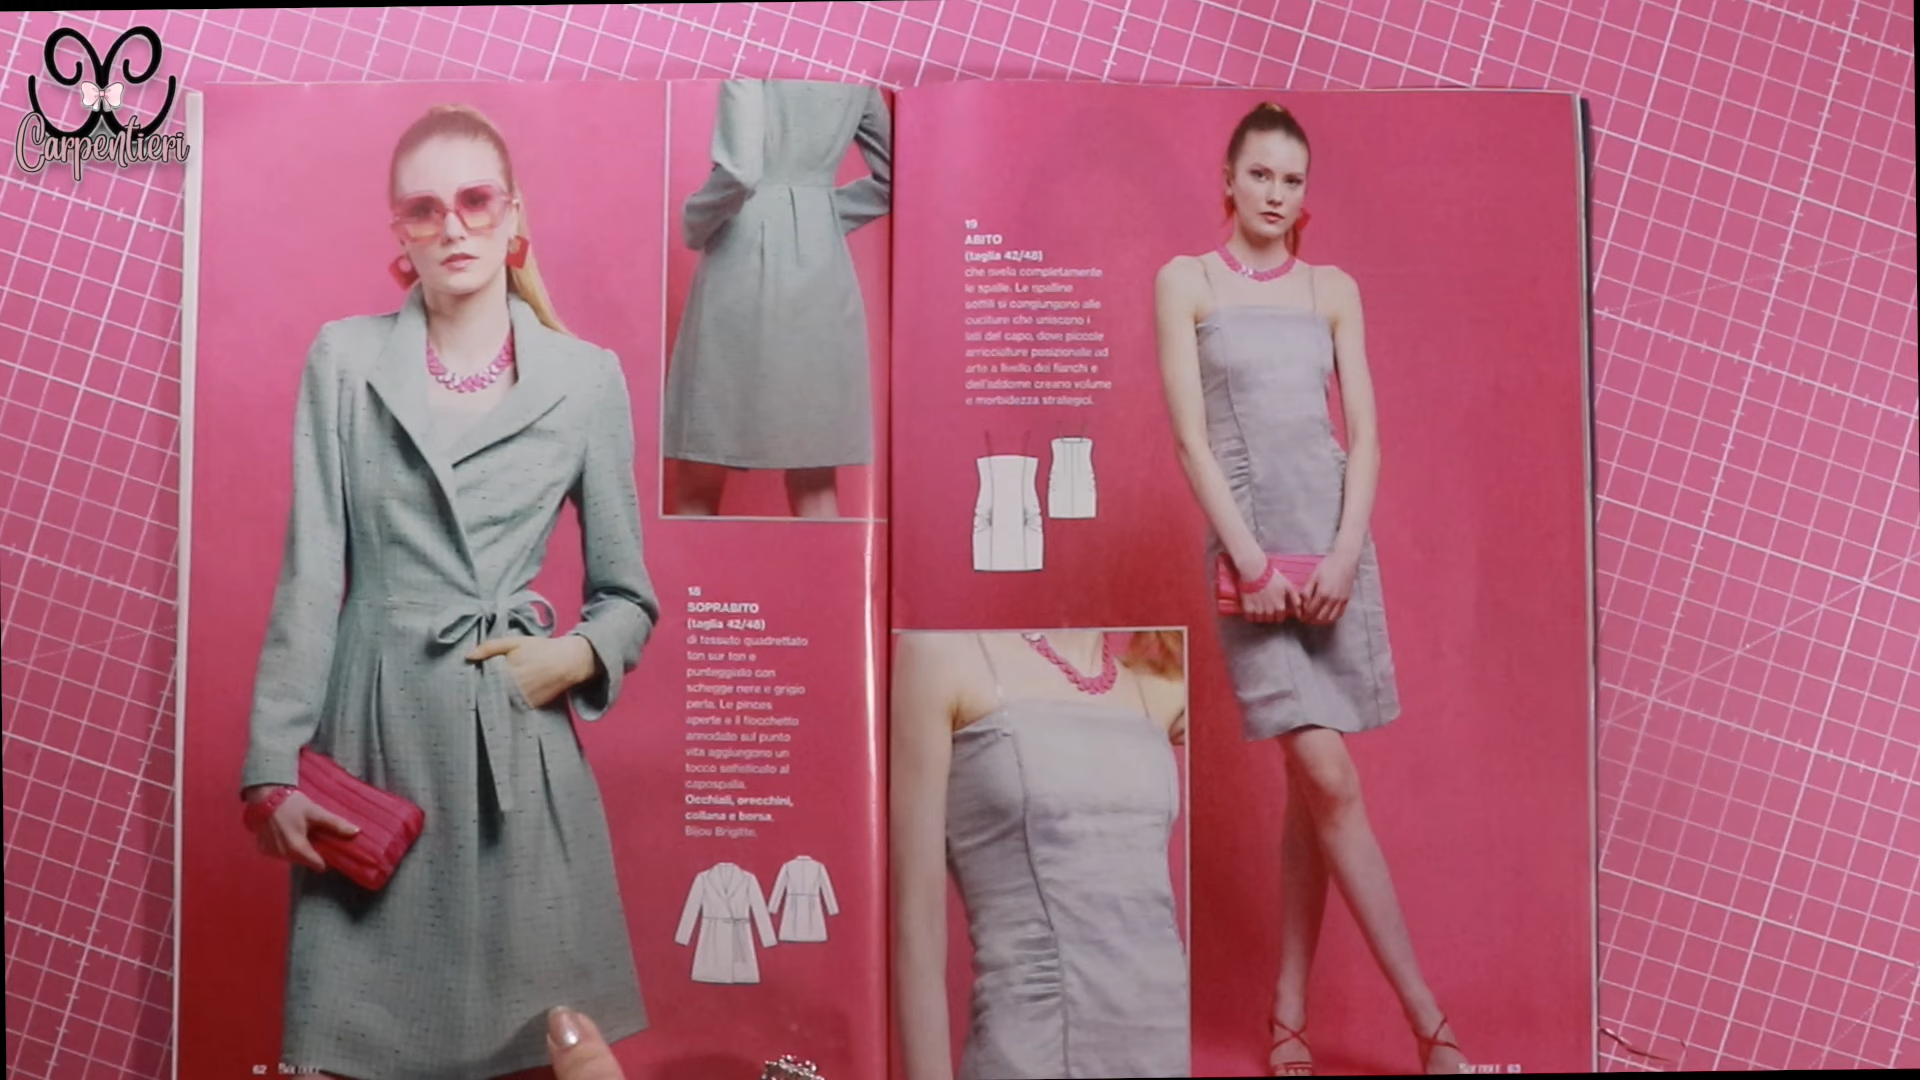 Carpentieri
18
SOPRABITO
(taglia 42/48)
di tessuto quadrettato
ton sur ton e
punteggiato con
schegge nere e grigio
perla. Le pinces
aperte e il fiocchetto
annodato sul punto
vita aggiungono un
tocco sofisticato al
capospalla.
Occhiali, orecchini,
collana e borsa,
Bijou Brigitte.
62
19
ABITO
(taglia 42/48)
che svela completamente
le spalle. Le spalline
sottili si congiungono alle
cuciture che uniscono i
lati del capo, dove piccole
arricciature posizionate ad
arte a livello dei fianchi e
dell'addome creano volume
e morbidezza strategici.
63